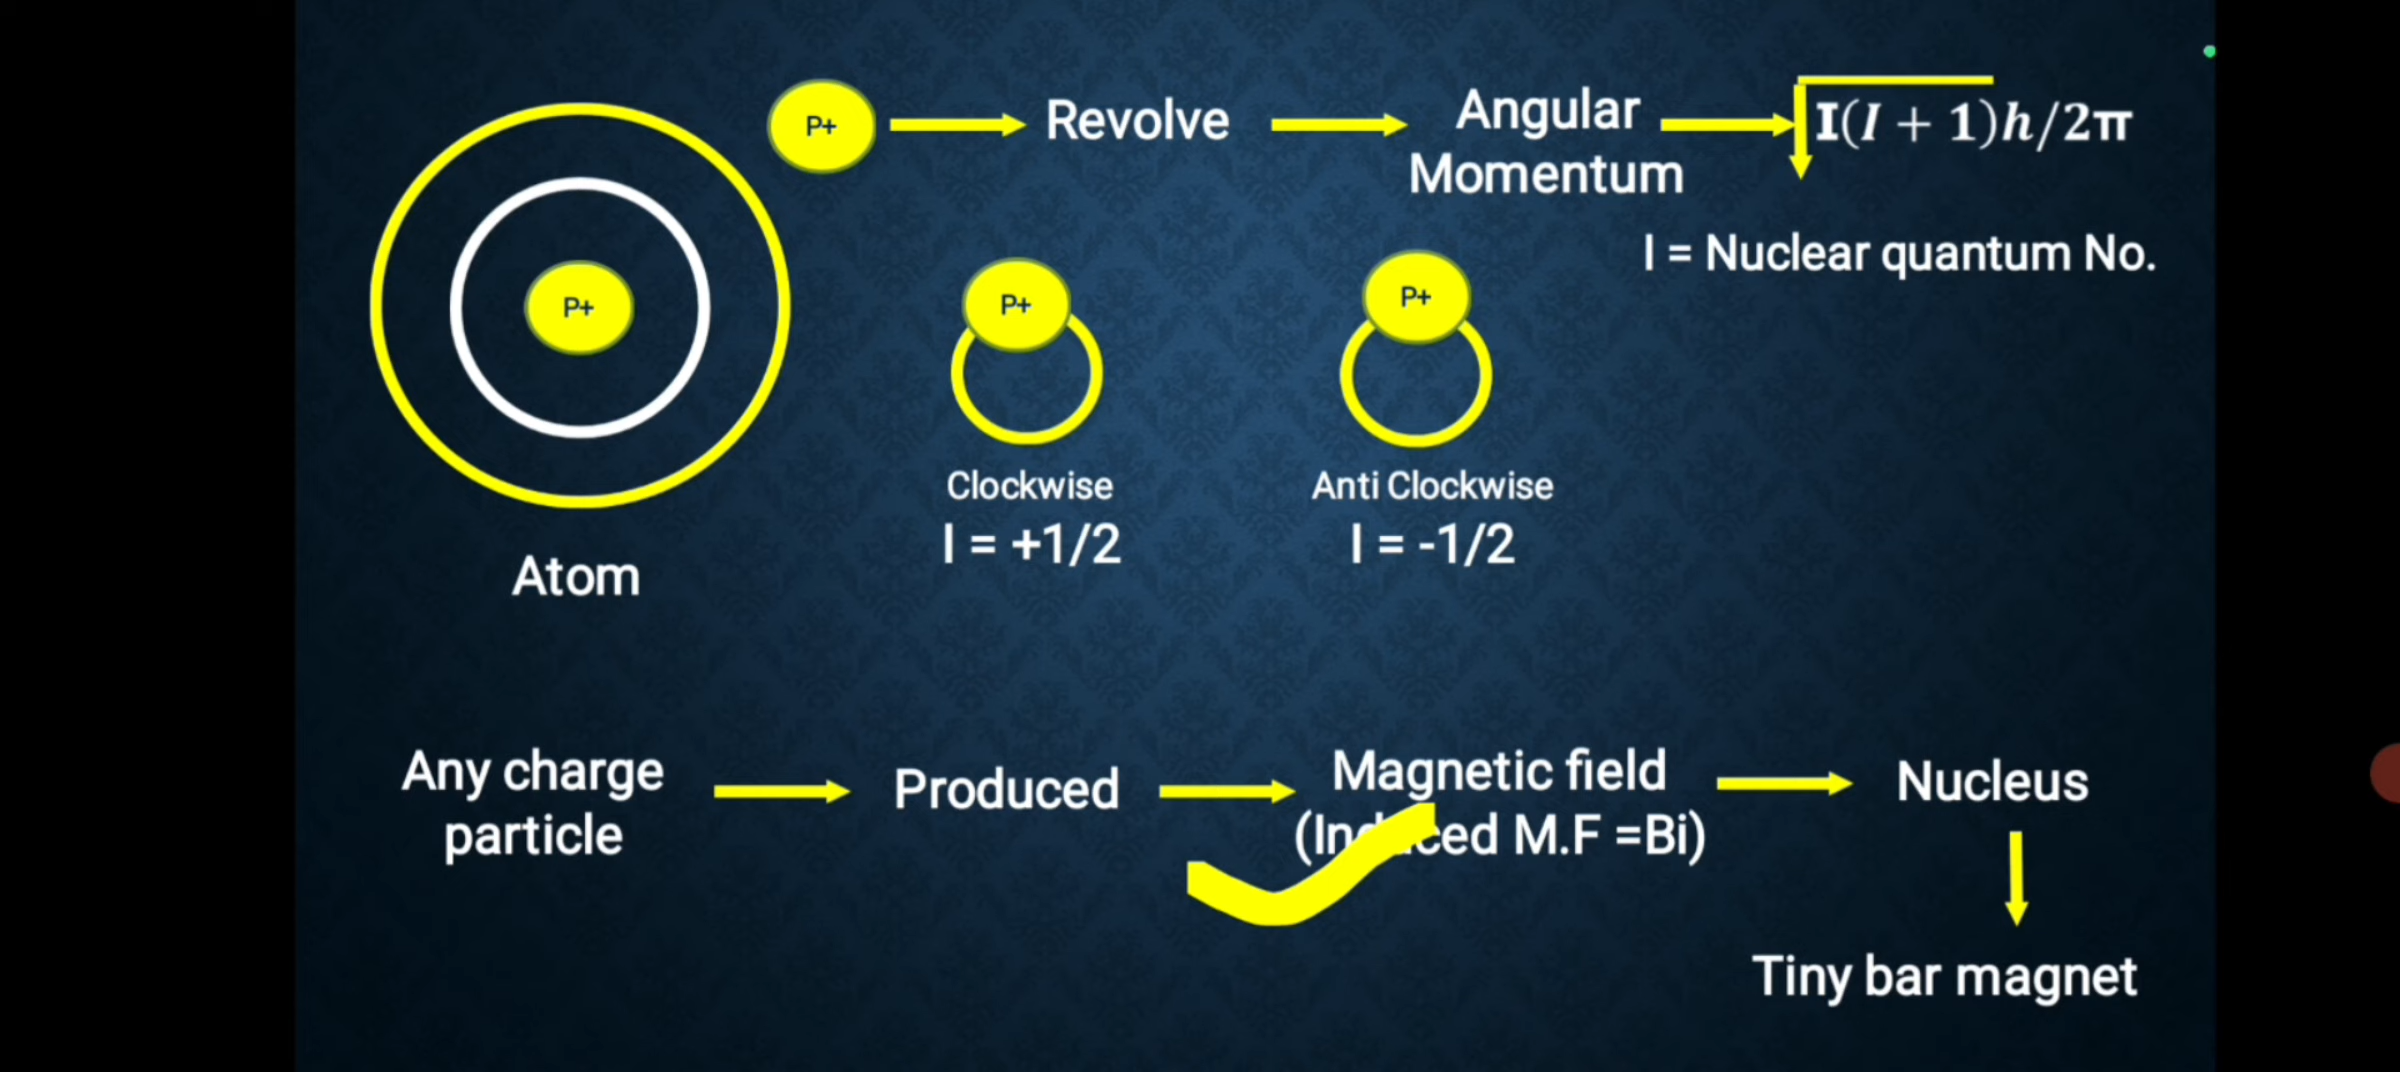 P+
Revolve
Angular
Momentum
I(I + 1)h/2π
I = Nuclear quantum No.
P+
P+
P+
Clockwise
I = +1/2
Anti Clockwise
I = -1/2
Atom
Any charge
particle
Produced
Magnetic field
(Induced M.F =Bi)
Nucleus
Tiny bar magnet